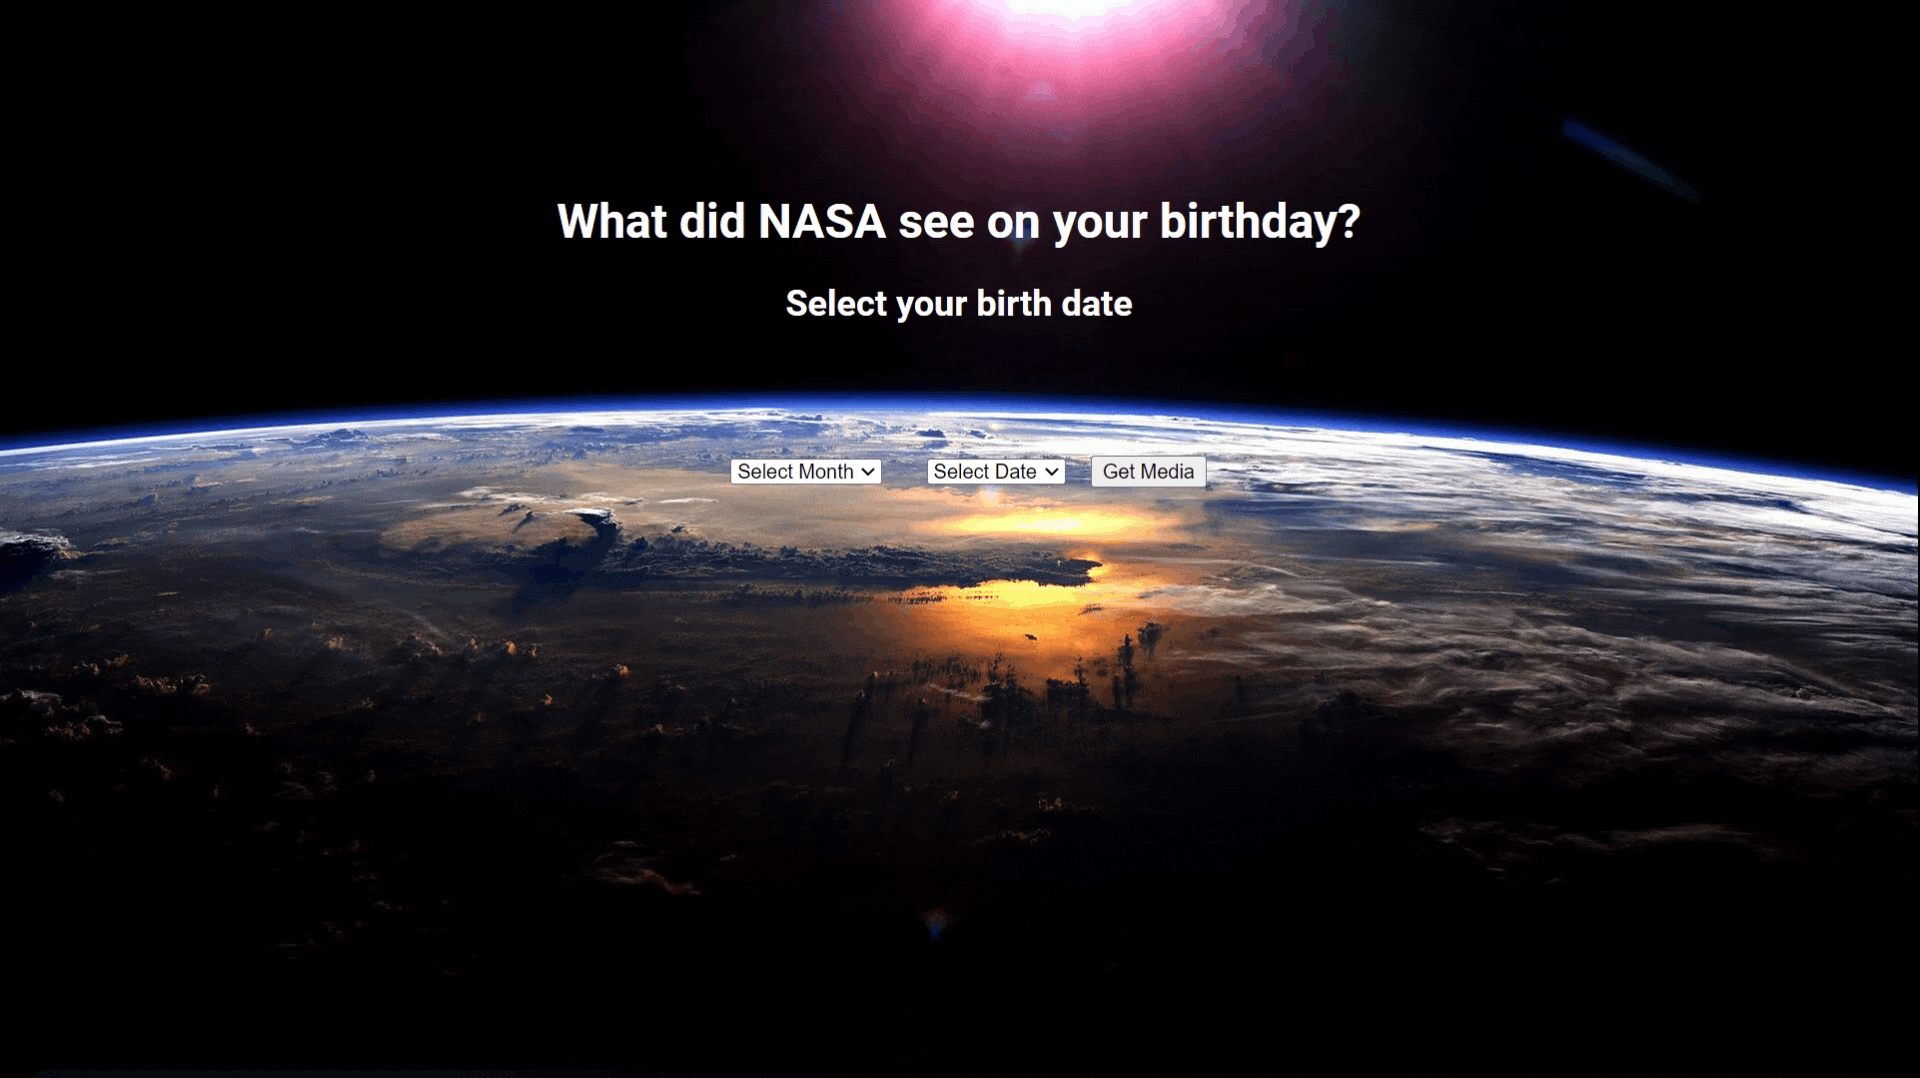 What did NASA see on your birthday?
Select your birth date
Select Month Select Date Get Media